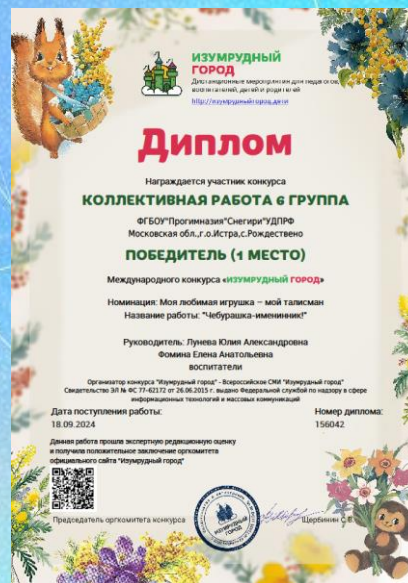 ИЗУМРУДНЫЙ
ГОРОД
Дистанционные мероприятия для педагогов,
воспитателей, детей и родителей
http://изумрудныйгород.дети
Диплом
Награждается участник конкурса
КОЛЛЕКТИВНАЯ РАБОТА 6 ГРУППА
ФГБОУ"Прогимназия"Снегири"УДПРФ
Московская обл.,г.о.Истра,с.Рождествено
ПОБЕДИТЕЛЬ (1 МЕСТО)
Международного конкурса «ИЗУМРУДНЫЙ ГОРОД»
Номинация: Моя любимая игрушка – мой талисман
Название работы: "Чебурашка-именинник!"
Руководитель: Лунева Юлия Александровна
Фомина Елена Анатольевна
воспитатели
Организатор конкурса "Изумрудный город" - Всероссийское СМИ "Изумрудный город"
Свидетельство ЭЛ № ФС 77-62172 от 26.06.2015 г. выдано Федеральной службой по надзору в сфере
информационных технологий и массовых коммуникаций
Дата поступления работы:
18.09.2024
Номер диплома:
156042
Данная работа прошла экспертную редакционную оценку
и получила положительное заключение оргкомитета
официального сайта "Изумрудный город"
Председатель оргкомитета конкурса
ИЗУМРУДНЫЙ
ГОРОД
Щербинин